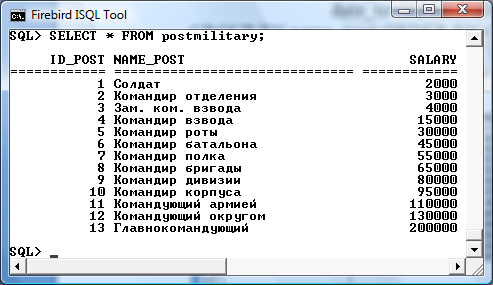 Firebird ISQL Tool
SQL> SELECT * FROM postmilitary;
ID_POST NAME_POST SALARY
============ ============================== ============
1 Солдат 2000
2 Командир отделения 3000
3 Зам. ком. взвода 4000
4 Командир взвода 15000
5 Командир роты 30000
6 Командир батальона 45000
7 Командир полка 55000
8 Командир бригады 65000
9 Командир дивизии 80000
10 Командир корпуса 95000
11 Командующий армией 110000
12 Командующий округом 130000
13 Главнокомандующий 200000
SQL> _